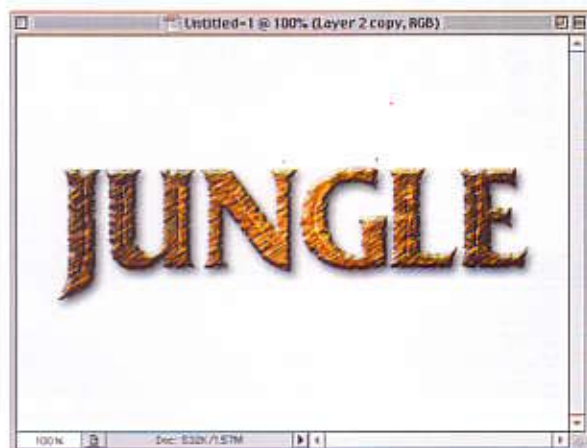 Untitled-1 @ 100% (Layer 2 copy, RGB)
JUNGLE
100% Doc: 532K/1.57M